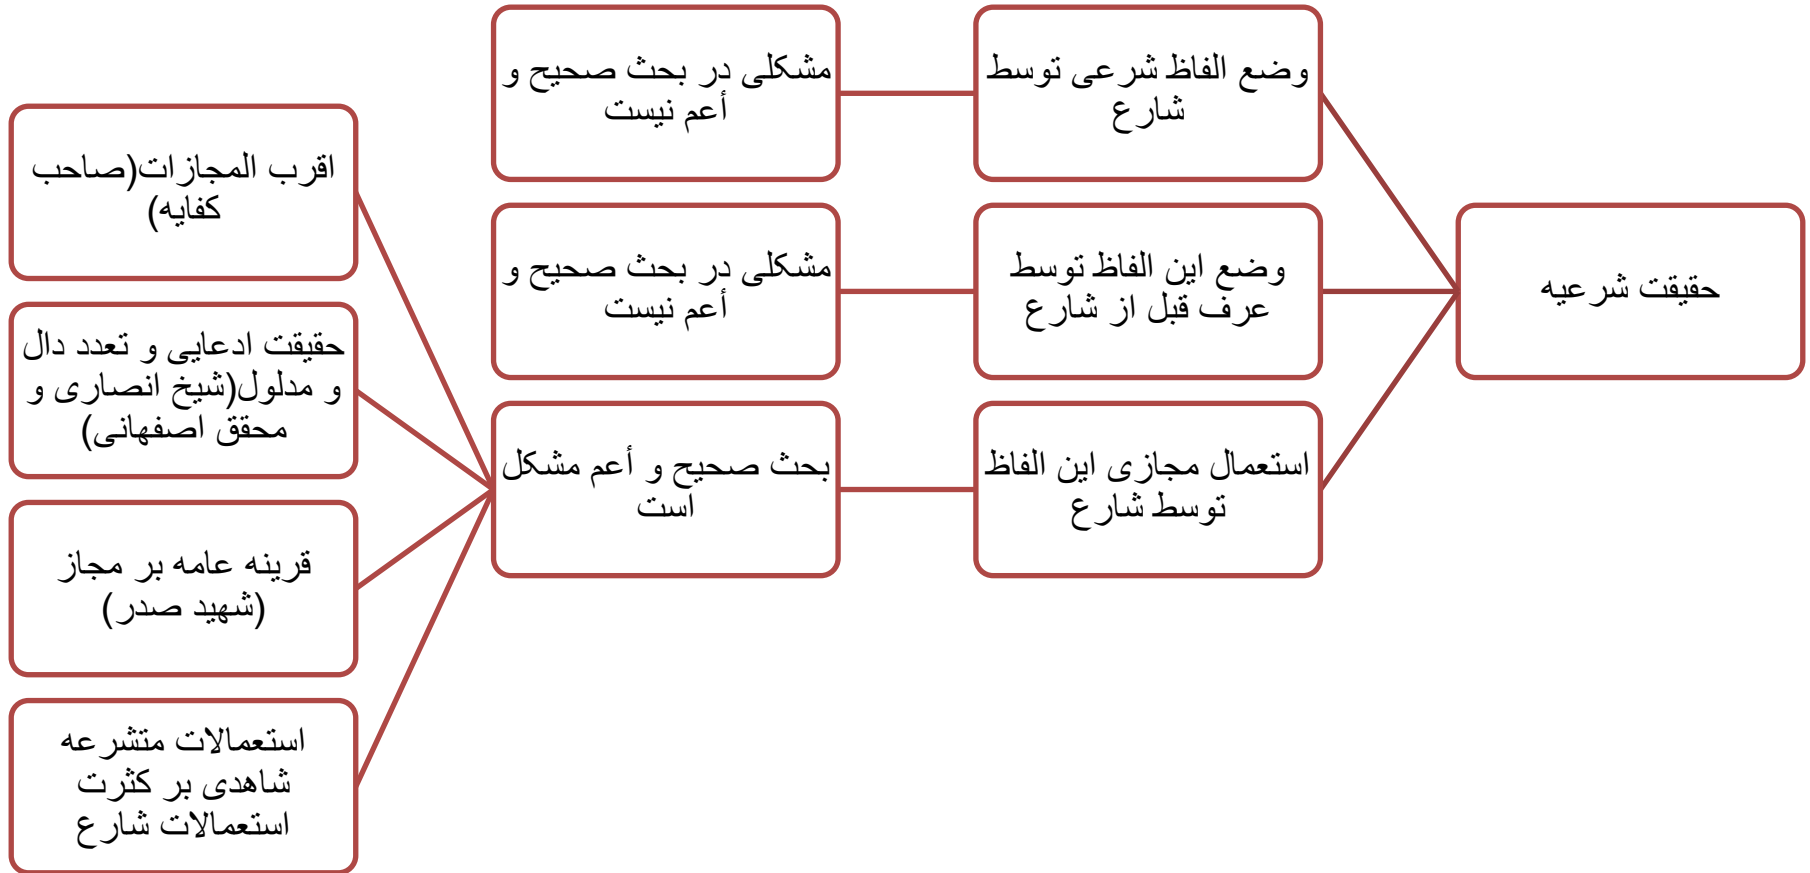 حقیقت شرعیه
وضع الفاظ شرعی توسط
شارع
مشکلی در بحث صحیح و
أعم نیست
وضع این الفاظ توسط
عرف قبل از شارع
مشکلی در بحث صحیح و
أعم نیست
استعمال مجازی این الفاظ
توسط شارع
بحث صحیح و أعم مشکل
است
اقرب المجازات(صاحب
کفایه)
حقیقت ادعایی و تعدد دال
و مدلول(شیخ انصاری و
محقق اصفهانی)
قرینه عامه بر مجاز
(شهید صدر)
استعمالات متشرعه
شاهدی بر کثرت
استعمالات شارع